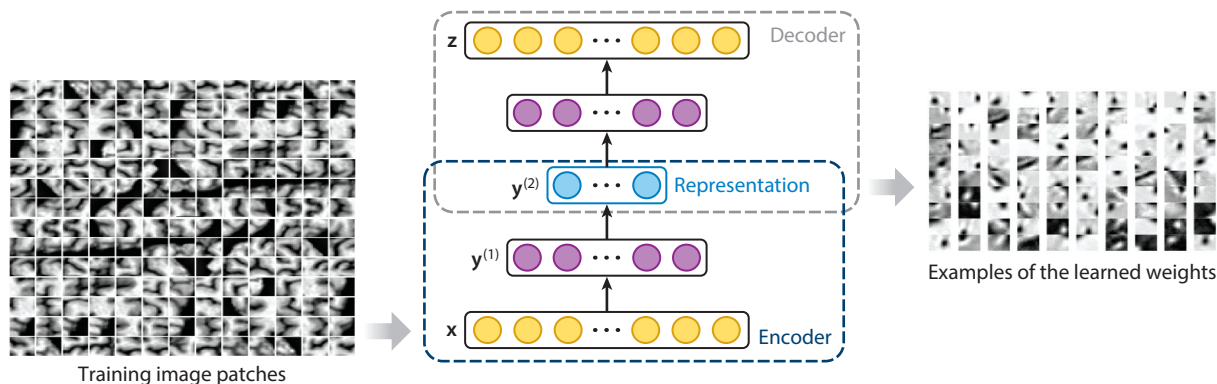 z
Decoder
y(2)
Representation
y(1)
x
Encoder
Training image patches
Examples of the learned weights